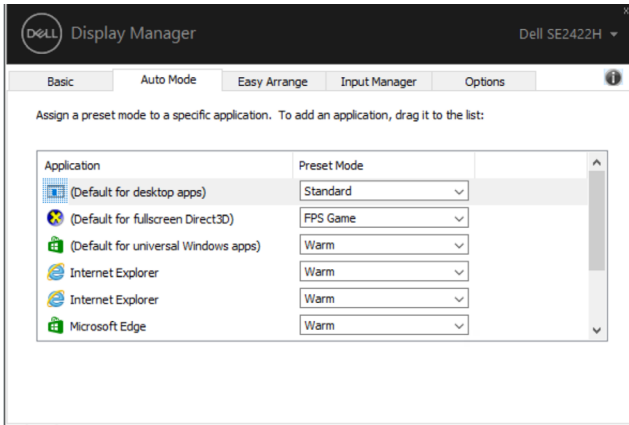 DELL Display Manager Dell SE2422H
Basic Auto Mode Easy Arrange Input Manager Options
Assign a preset mode to a specific application. To add an application, drag it to the list:
Application Preset Mode
(Default for desktop apps) Standard
(Default for fullscreen Direct3D) FPS Game
(Default for universal Windows apps) Warm
Internet Explorer Warm
Internet Explorer Warm
Microsoft Edge Warm